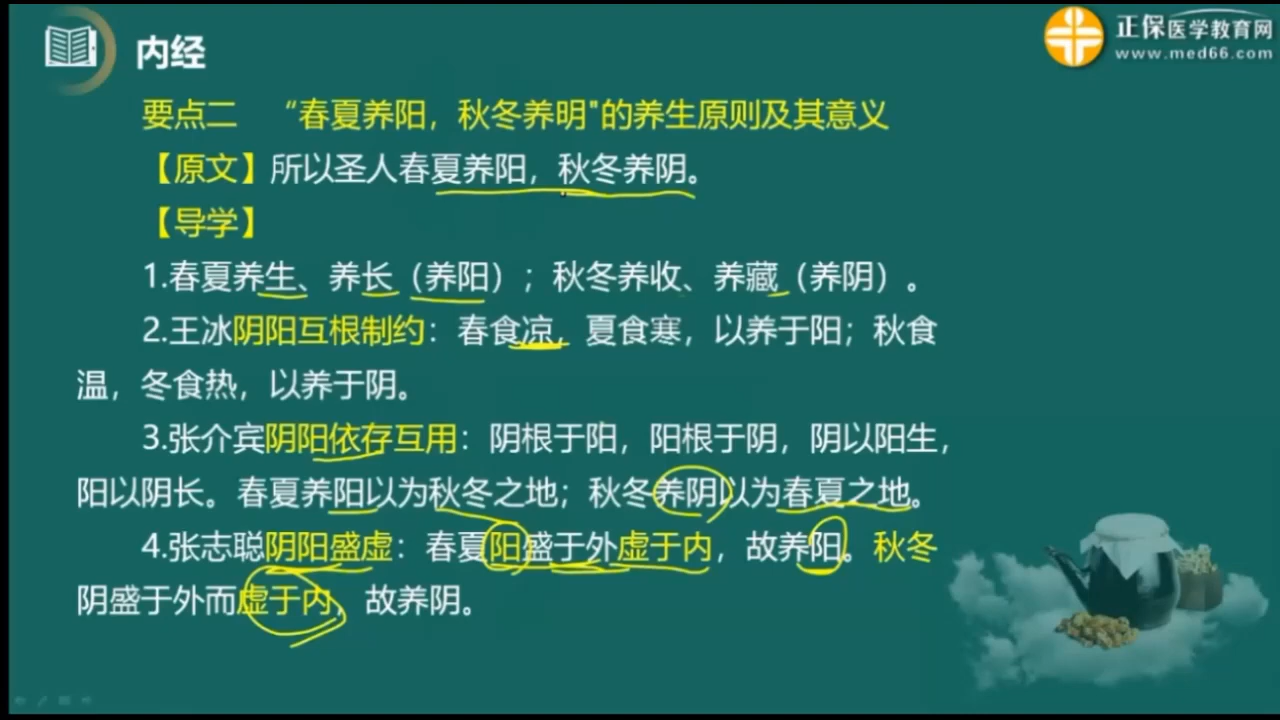 内经
正保医学教育网
www.med66.com
要点二 “春夏养阳，秋冬养明"的养生原则及其意义
【原文】所以圣人春夏养阳，秋冬养阴。
【导学】
1.春夏养生、养长（养阳）；秋冬养收、养藏（养阴）。
2.王冰阴阳互根制约：春食凉，夏食寒，以养于阳；秋食
温，冬食热，以养于阴。
3.张介宾阴阳依存互用：阴根于阳，阳根于阴，阴以阳生，
阳以阴长。春夏养阳以为秋冬之地；秋冬养阴以为春夏之地。
4.张志聪阴阳盛虚：春夏阳盛于外虚于内，故养阳。秋冬
阴盛于外而虚于内，故养阴。